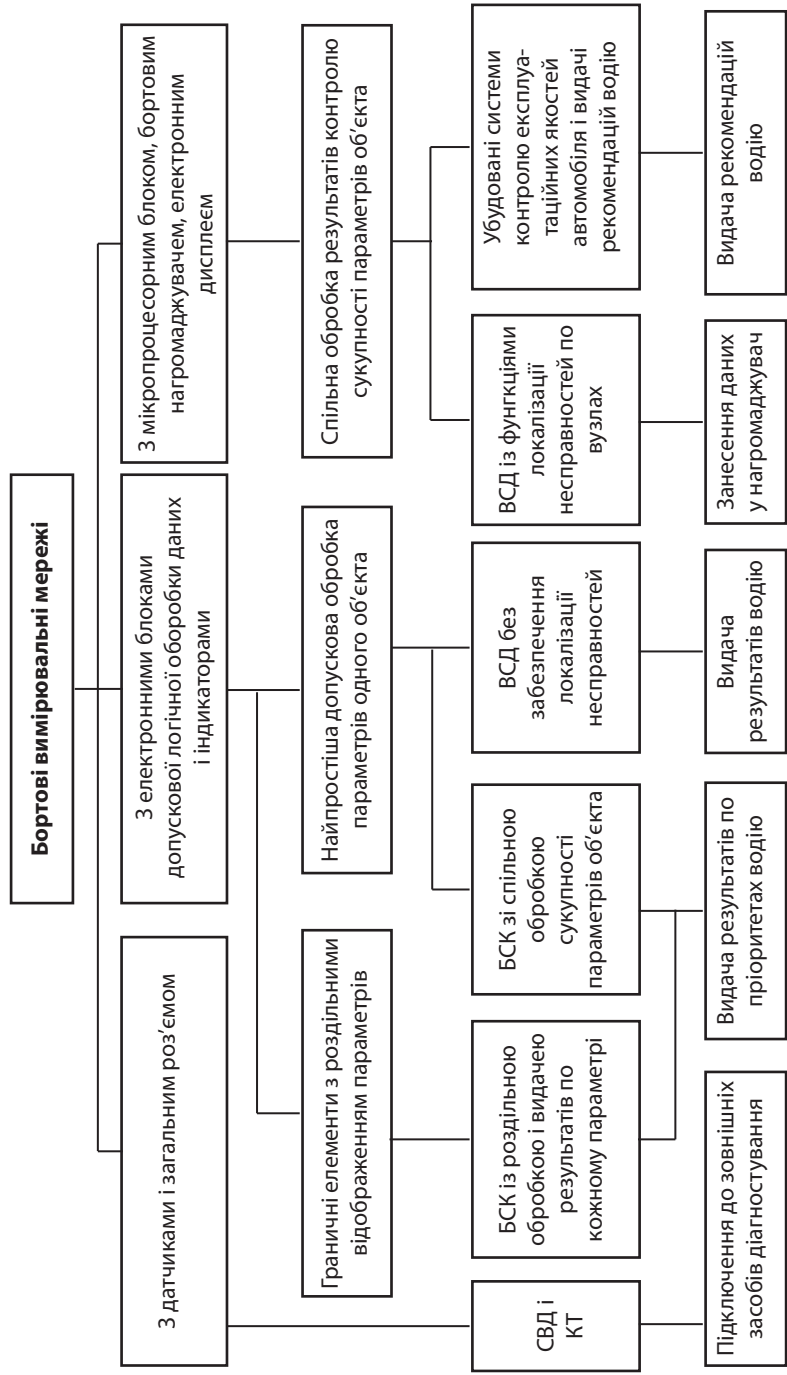 Бортові вимірювальні мережі
З датчиками і загальним роз’ємом
З електронними блоками
допускової логічної оборобки даних
і індикаторами
З мікропроцесорним блоком, бортовим
нагромаджувачем, електронним
дисплеєм
Граничні елементи з роздільними
відображенням параметрів
Найпростіша допускова обробка
параметрів одного об’єкта
Спільна обробка результатів контролю
сукупності параметрів об’єкта
СВД і
КТ
БСК із роздільною
обробкою і видачею
результатів по
кожному параметрі
БСК зі спільною
обробкою
сукупності
параметрів об’єкта
ВСД без
забезпечення
локалізації
несправностей
ВСД із фунгкціями
локалізації
несправностей по
вузлах
Убудовані системи
контролю експлуа-
таційних якостей
автомобіля і видачі
рекомендацій водію
Підключення до зовнішніх
засобів діагностування
Видача результатів по
пріоритетах водію
Видача
результатів водію
Занесення даних
у нагромаджувач
Видача рекомендації
водію